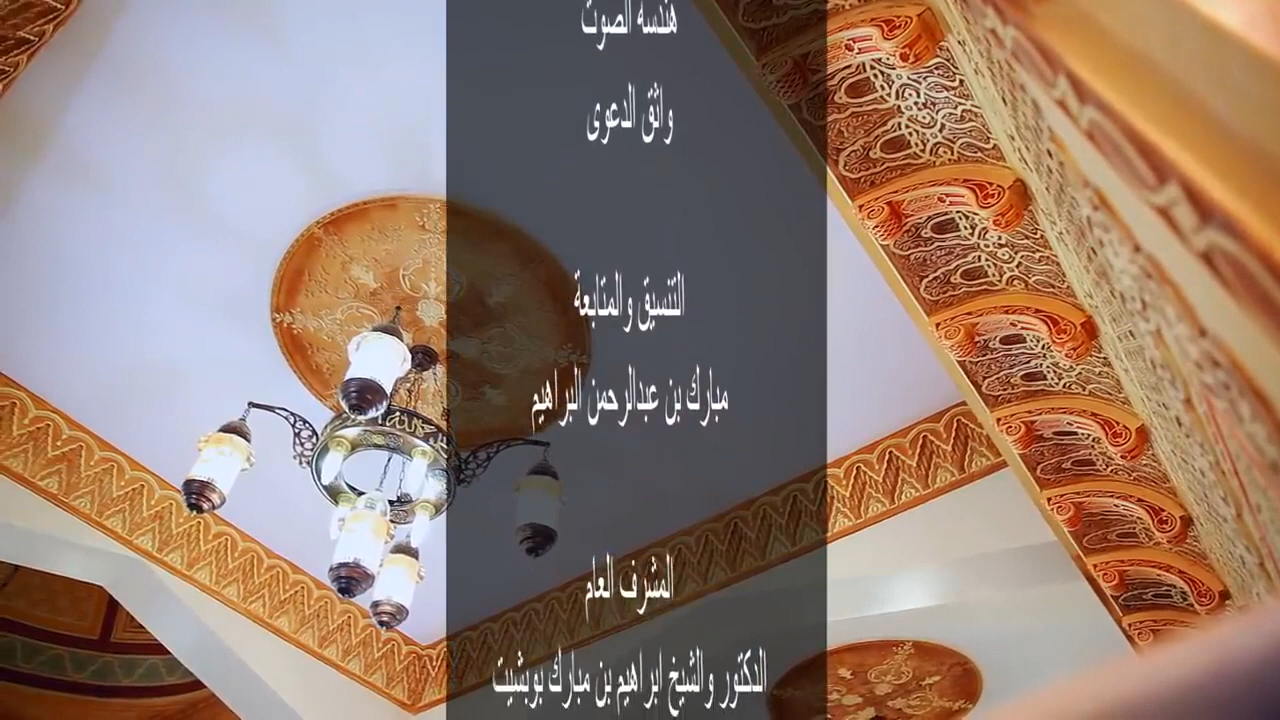 هندسة الصوت
واثق الدعوى
التنسيق والمتابعة
مبارك بن عبدالرحمن البراهيم
المشرف العام
الدكتور والشيخ ابراهيم بن مبارك بوبشيت